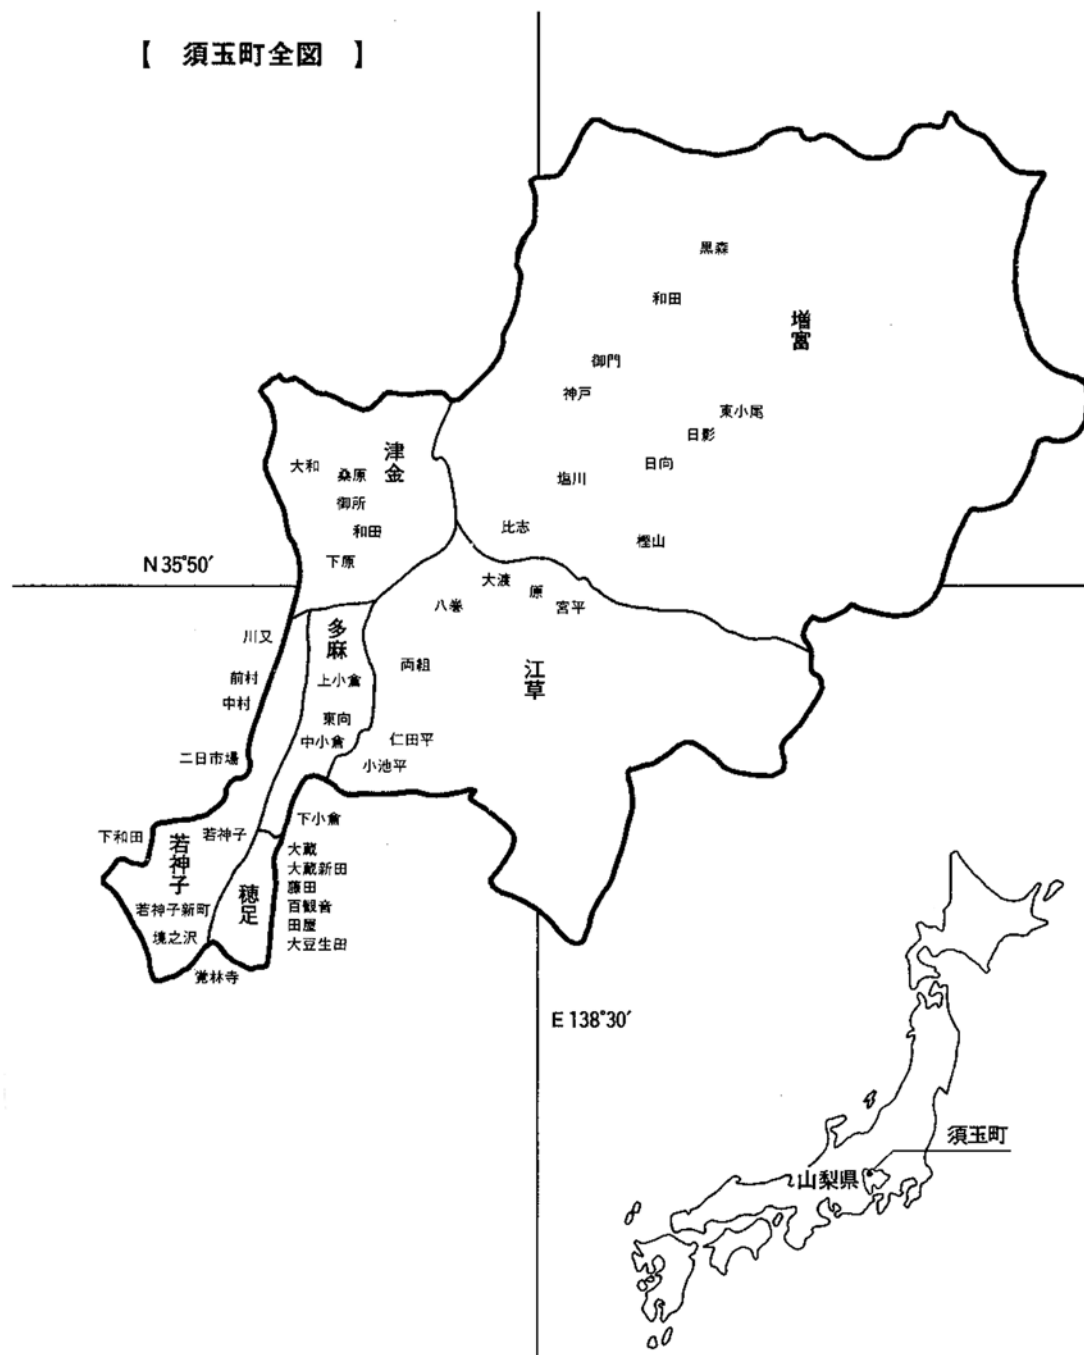 【 須玉町全図 】
黒森
和田
増富
御門
神戸
東小尾
日影
日向
塩川
比志
樫山
津金
大和
桑原
御所
和田
下原
N 35°50′
大渡
原
宮平
八巻
両組
江草
仁田平
小池平
川又
前村
中村
二日市場
多麻
上小倉
東向
中小倉
下小倉
下和田
若神子
若神子
若神子新町
境之沢
覚林寺
穂足
大蔵
大蔵新田
藤田
百観音
田屋
大豆生田
E 138°30′
須玉町
山梨県